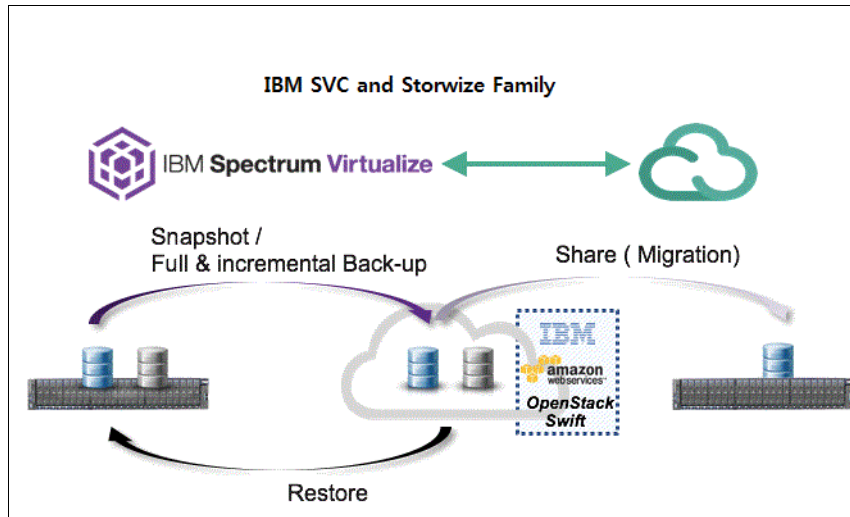 IBM SVC and Storwize Family
IBM Spectrum Virtualize
Snapshot /
Full & incremental Back-up
Share ( Migration)
IBM
amazon
webservices™
OpenStack
Swift
Restore